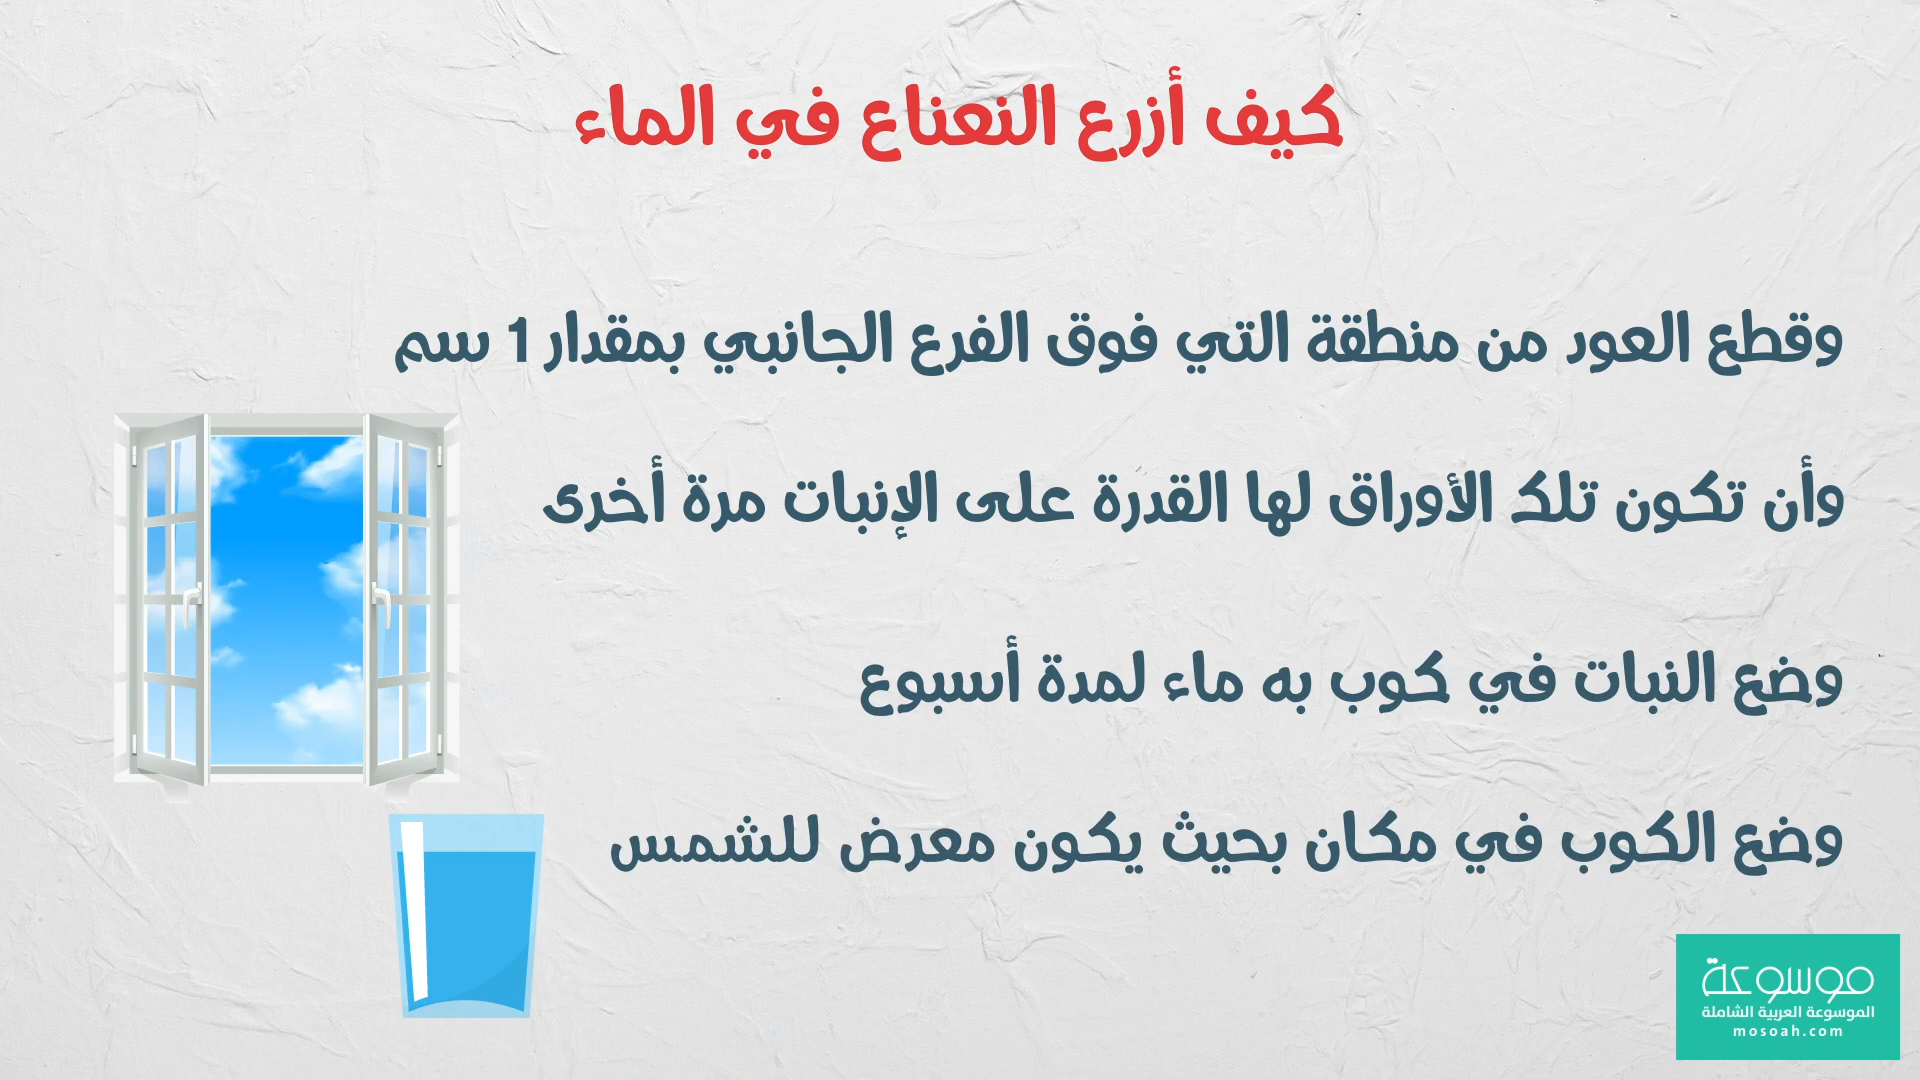 كيف أزرع النعناع في الماء
وقطع العود من منطقة التي فوق الفرع الجانبي بمقدار 1 سم
وأن تكون تلك الأوراق لها القدرة على الإنبات مرة أخرى
وضع النبات في كوب به ماء لمدة أسبوع
وضع الكوب في مكان بحيث يكون معرض للشمس
موسوعة
الموسوعة العربية الشاملة
mosoah.com